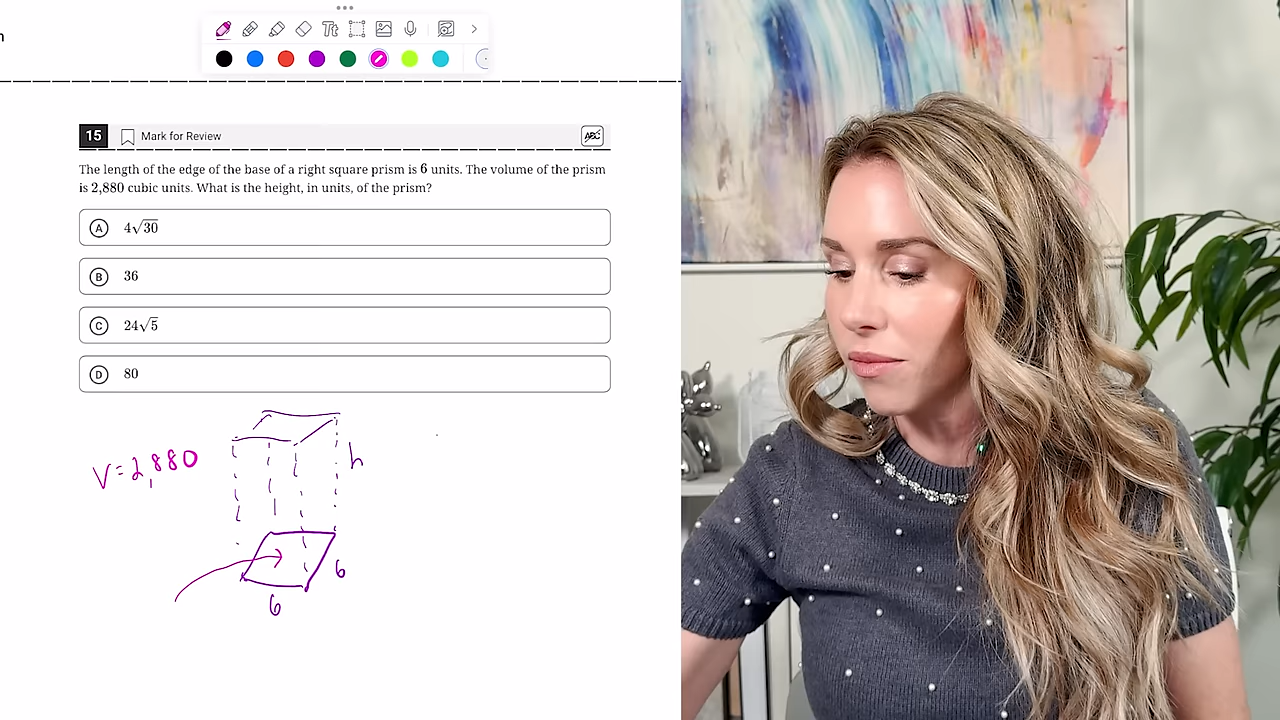 n
Tt
15 Mark for Review ABC
The length of the edge of the base of a right square prism is 6 units. The volume of the prism
is 2,880 cubic units. What is the height, in units, of the prism?
A 4√30
B 36
C 24√5
D 80
V=2,880
h
6
6